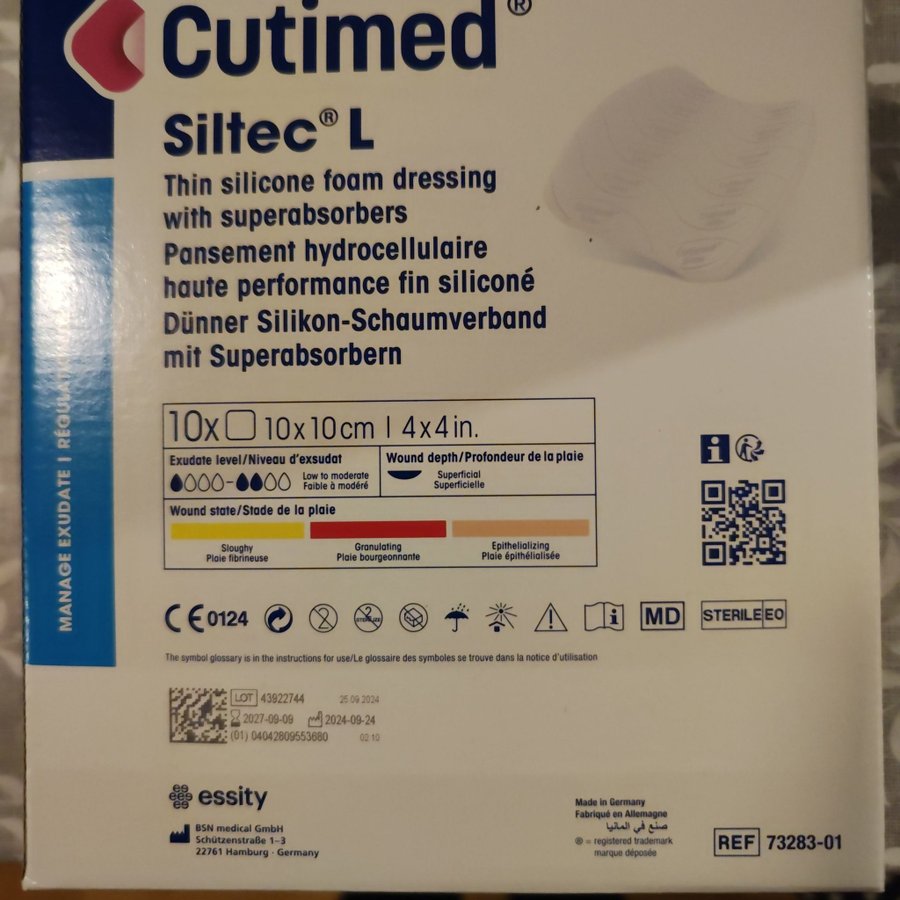 Cutimed®
Siltec® L
Thin silicone foam dressing
with superabsorbers
Pansement hydrocellulaire
haute performance fin siliconé
Dünner Silikon-Schaumverband
mit Superabsorbern
10x 10x10cm | 4x4in.
Exudate level/Niveau d'exsudat
Low to moderate
Faible à modéré
Wound depth/Profondeur de la plaie
Superficial
Superficielle
Wound state/Stade de la plaie
Sloughy
Plaie fibrineuse
Granulating
Plaie bourgeonnante
Epithelializing
Plaie épithélialisée
MANAGE EXUDATE |
CE 0124
2
2
STERILIZE
MD
STERILE EO
The symbol glossary is in the instructions for use/Le glossaire des symboles se trouve dans la notice d'utilisation
LOT 43922744 25.09.2024
2027-09-09 2024-09-24
(01) 04042809553680 02:10
essity
BSN medical GmbH
Schützenstraße 1–3
22761 Hamburg · Germany
Made in Germany
Fabriqué en Allemagne
صنع في المانيا
® = registered trademark
marque déposée
REF 73283-01